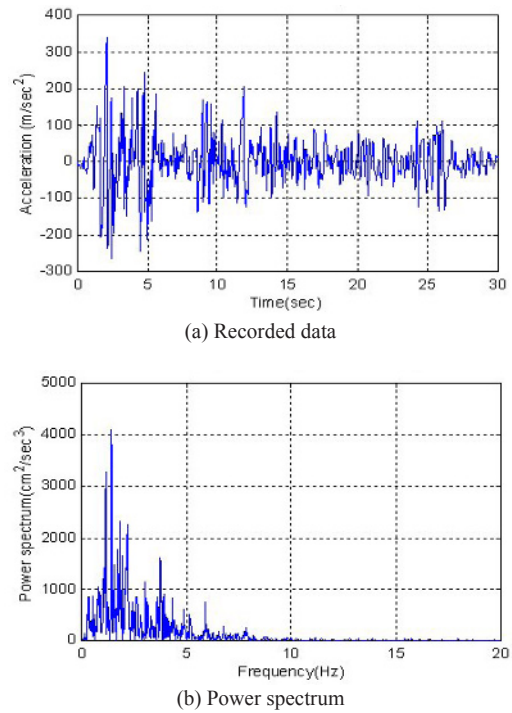 400
300
200
100
0
-100
-200
-300
Acceleration (m/sec²)
0 5 10 15 20 25 30
Time(sec)
(a) Recorded data
5000
4000
3000
2000
1000
0
Power spectrum(cm²/sec³)
0 5 10 15 20
Frequency(Hz)
(b) Power spectrum